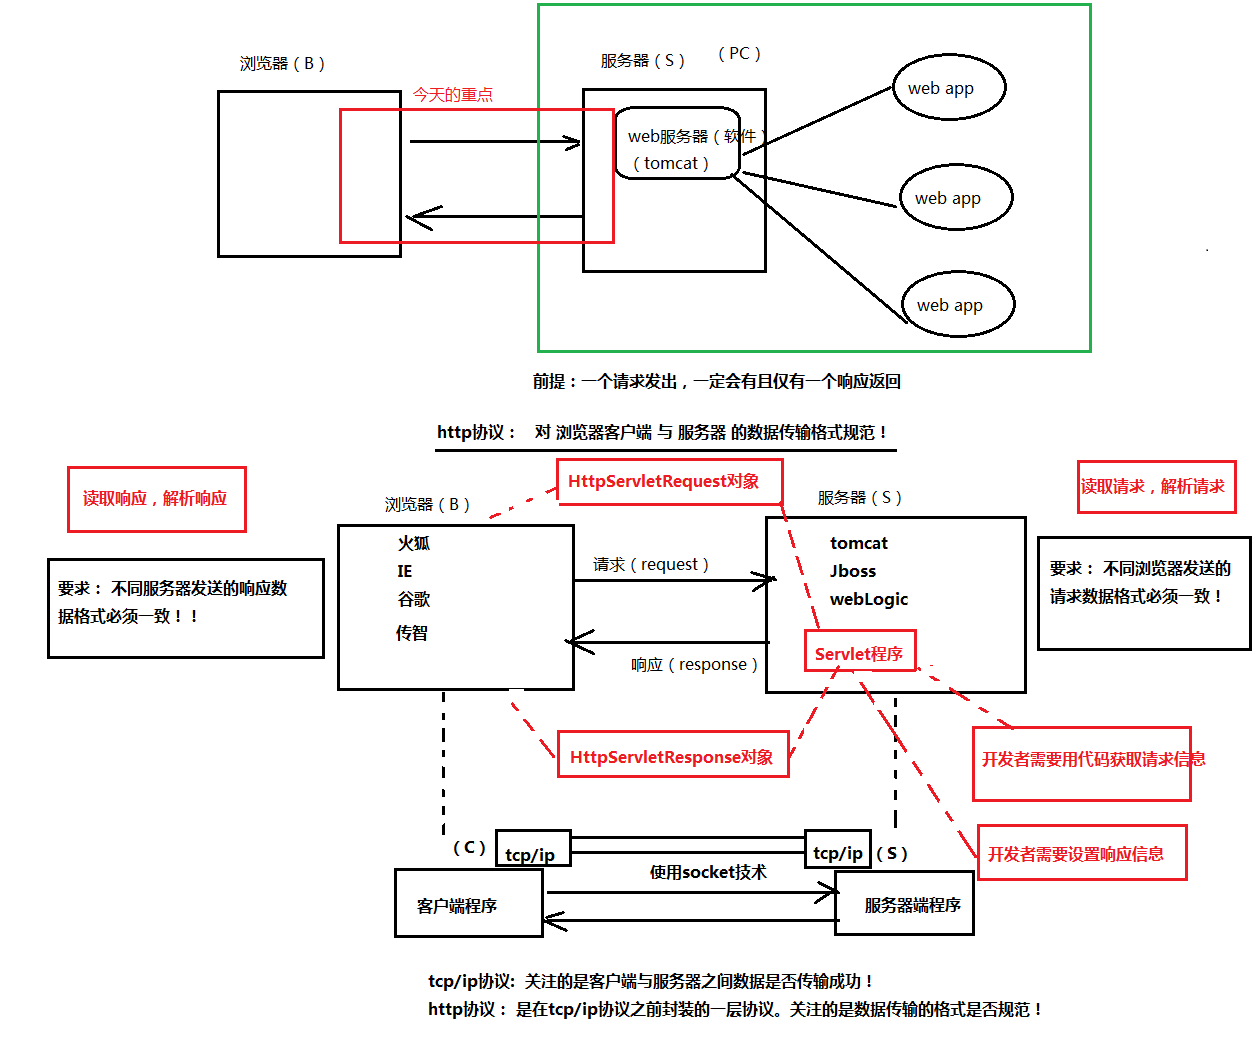 浏览器（B）
服务器（S）
（PC）
今天的重点
web服务器（软件）
（tomcat）
web app
web app
web app
前提：一个请求发出，一定会有且仅有一个响应返回
http协议： 对 浏览器客户端 与 服务器 的数据传输格式规范！
读取响应，解析响应
HttpServletRequest对象
读取请求，解析请求
浏览器（B）
服务器（S）
要求： 不同服务器发送的响应数
据格式必须一致！！
火狐
IE
谷歌
传智
请求（request）
响应（response）
tomcat
Jboss
webLogic
Servlet程序
要求： 不同浏览器发送的
请求数据格式必须一致！
HttpServletResponse对象
开发者需要用代码获取请求信息
开发者需要设置响应信息
（C）
tcp/ip
tcp/ip
（S）
使用socket技术
客户端程序
服务器端程序
tcp/ip协议: 关注的是客户端与服务器之间数据是否传输成功！
http协议： 是在tcp/ip协议之前封装的一层协议。关注的是数据传输的格式是否规范！